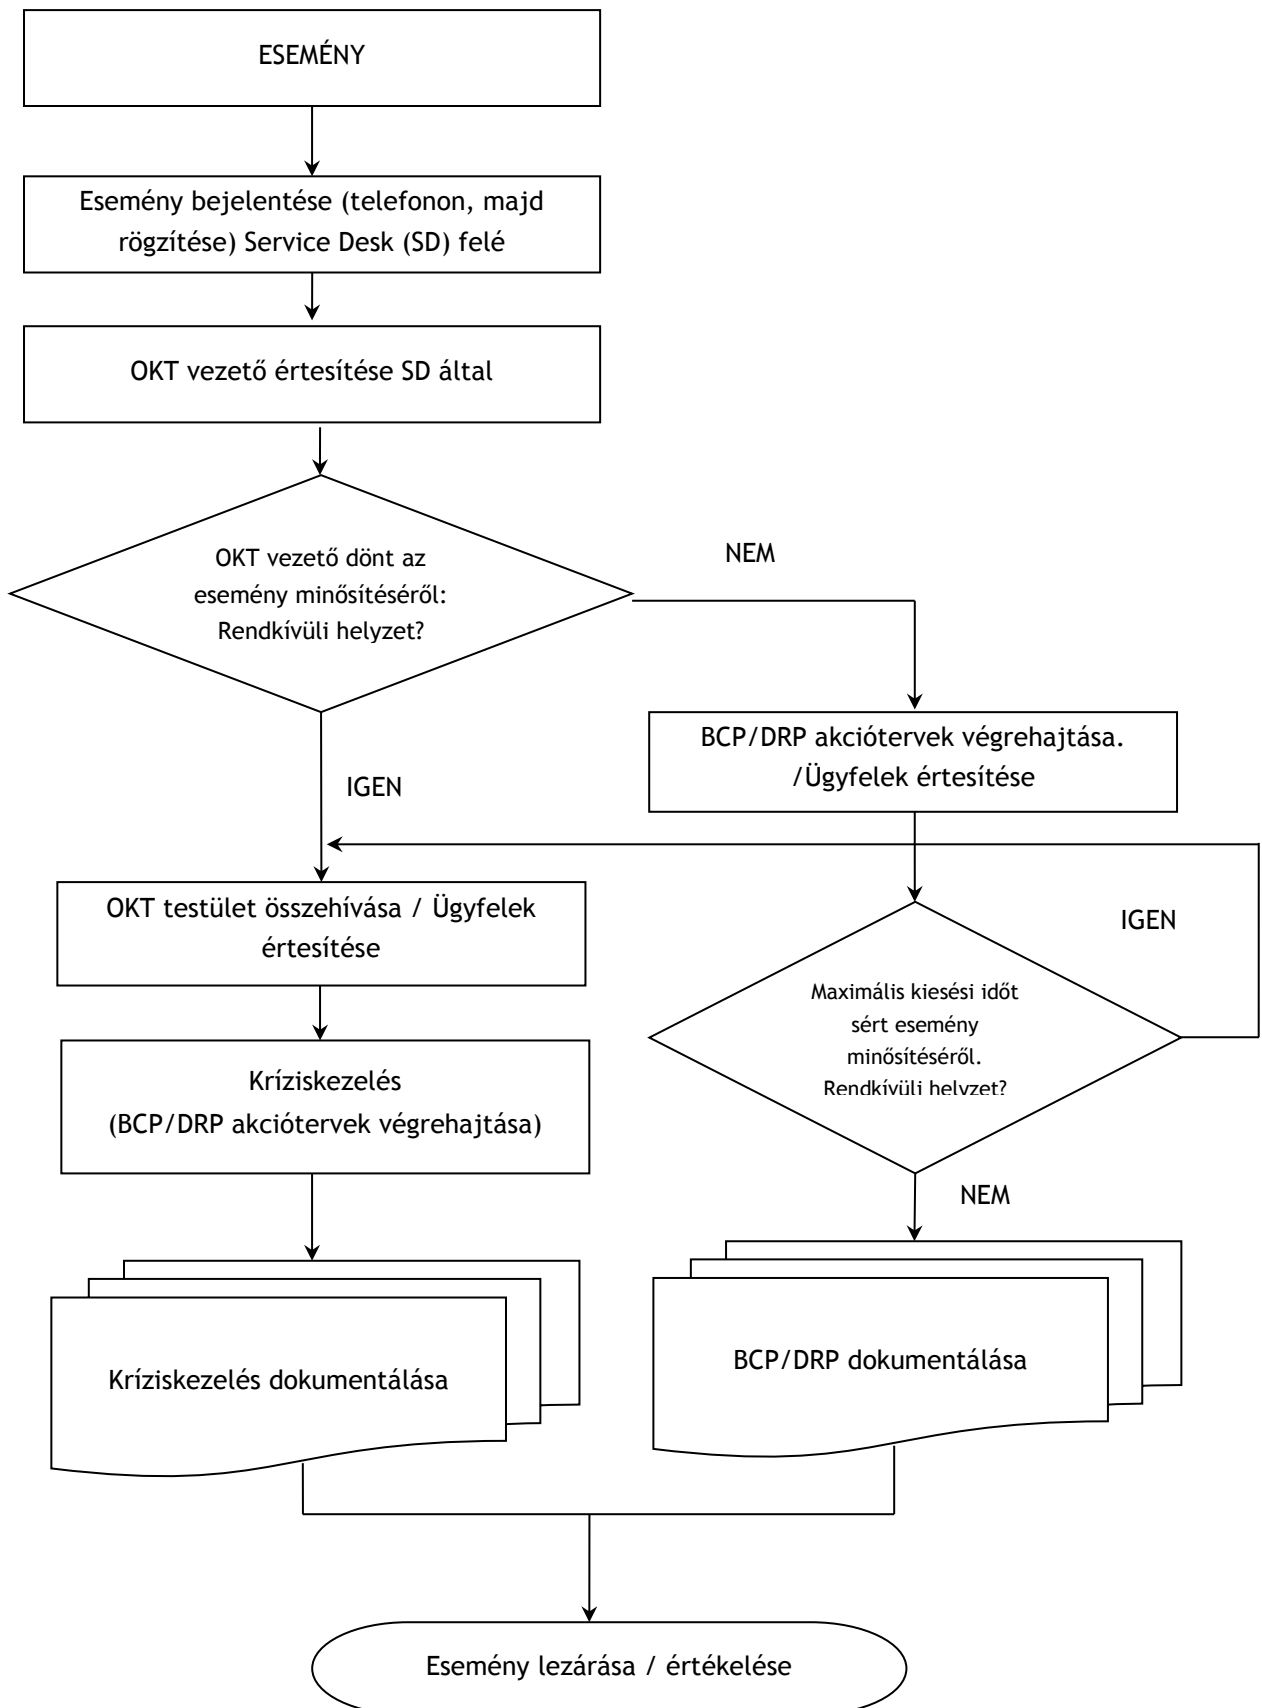 ESEMÉNY
Esemény bejelentése (telefonon, majd
rögzítése) Service Desk (SD) felé
OKT vezető értesítése SD által
OKT vezető dönt az
esemény minősítéséről:
Rendkívüli helyzet?
NEM
BCP/DRP akciótervek végrehajtása.
/Ügyfelek értesítése
IGEN
OKT testület összehívása / Ügyfelek
értesítése
IGEN
Maximális kiesési időt
sért esemény
minősítéséről.
Rendkívüli helyzet?
Kríziskezelés
(BCP/DRP akciótervek végrehajtása)
NEM
Kríziskezelés dokumentálása
BCP/DRP dokumentálása
Esemény lezárása / értékelése